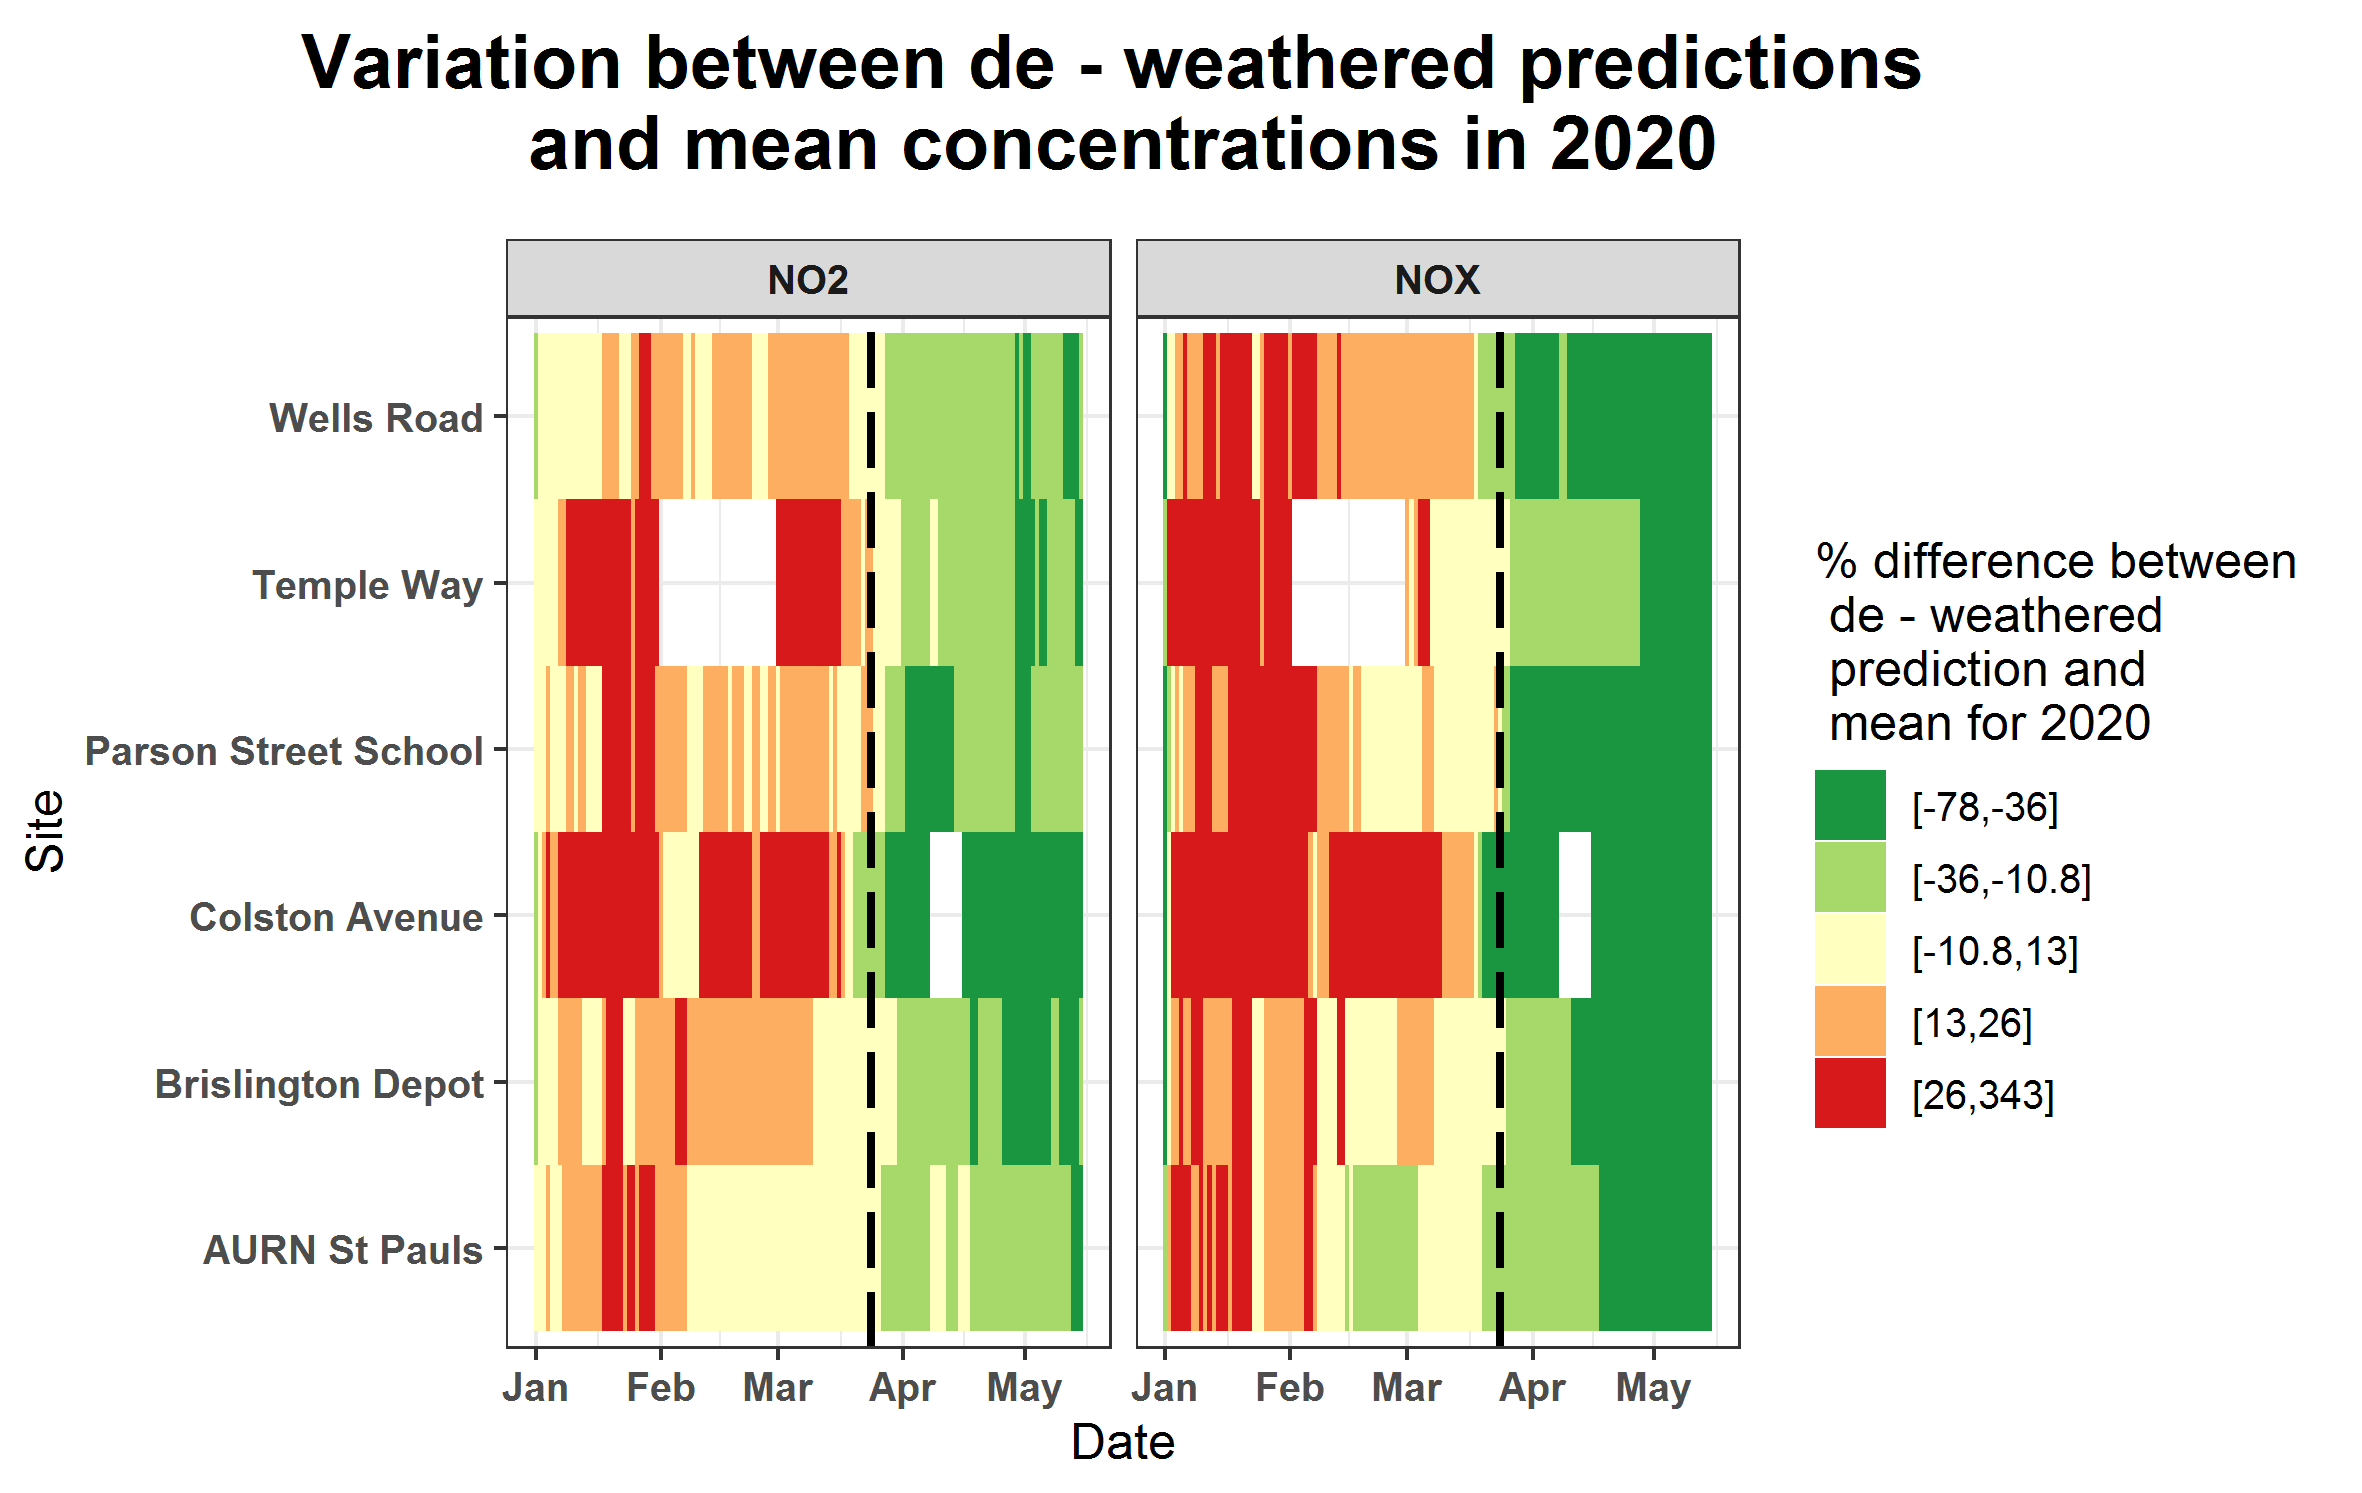 Variation between de - weathered predictions
and mean concentrations in 2020
NO2
NOX
Site
Wells Road
Temple Way
Parson Street School
Colston Avenue
Brislington Depot
AURN St Pauls
Jan Feb Mar Apr May
Jan Feb Mar Apr May
Date
% difference between
de - weathered
prediction and
mean for 2020
[-78,-36]
[-36,-10.8]
[-10.8,13]
[13,26]
[26,343]